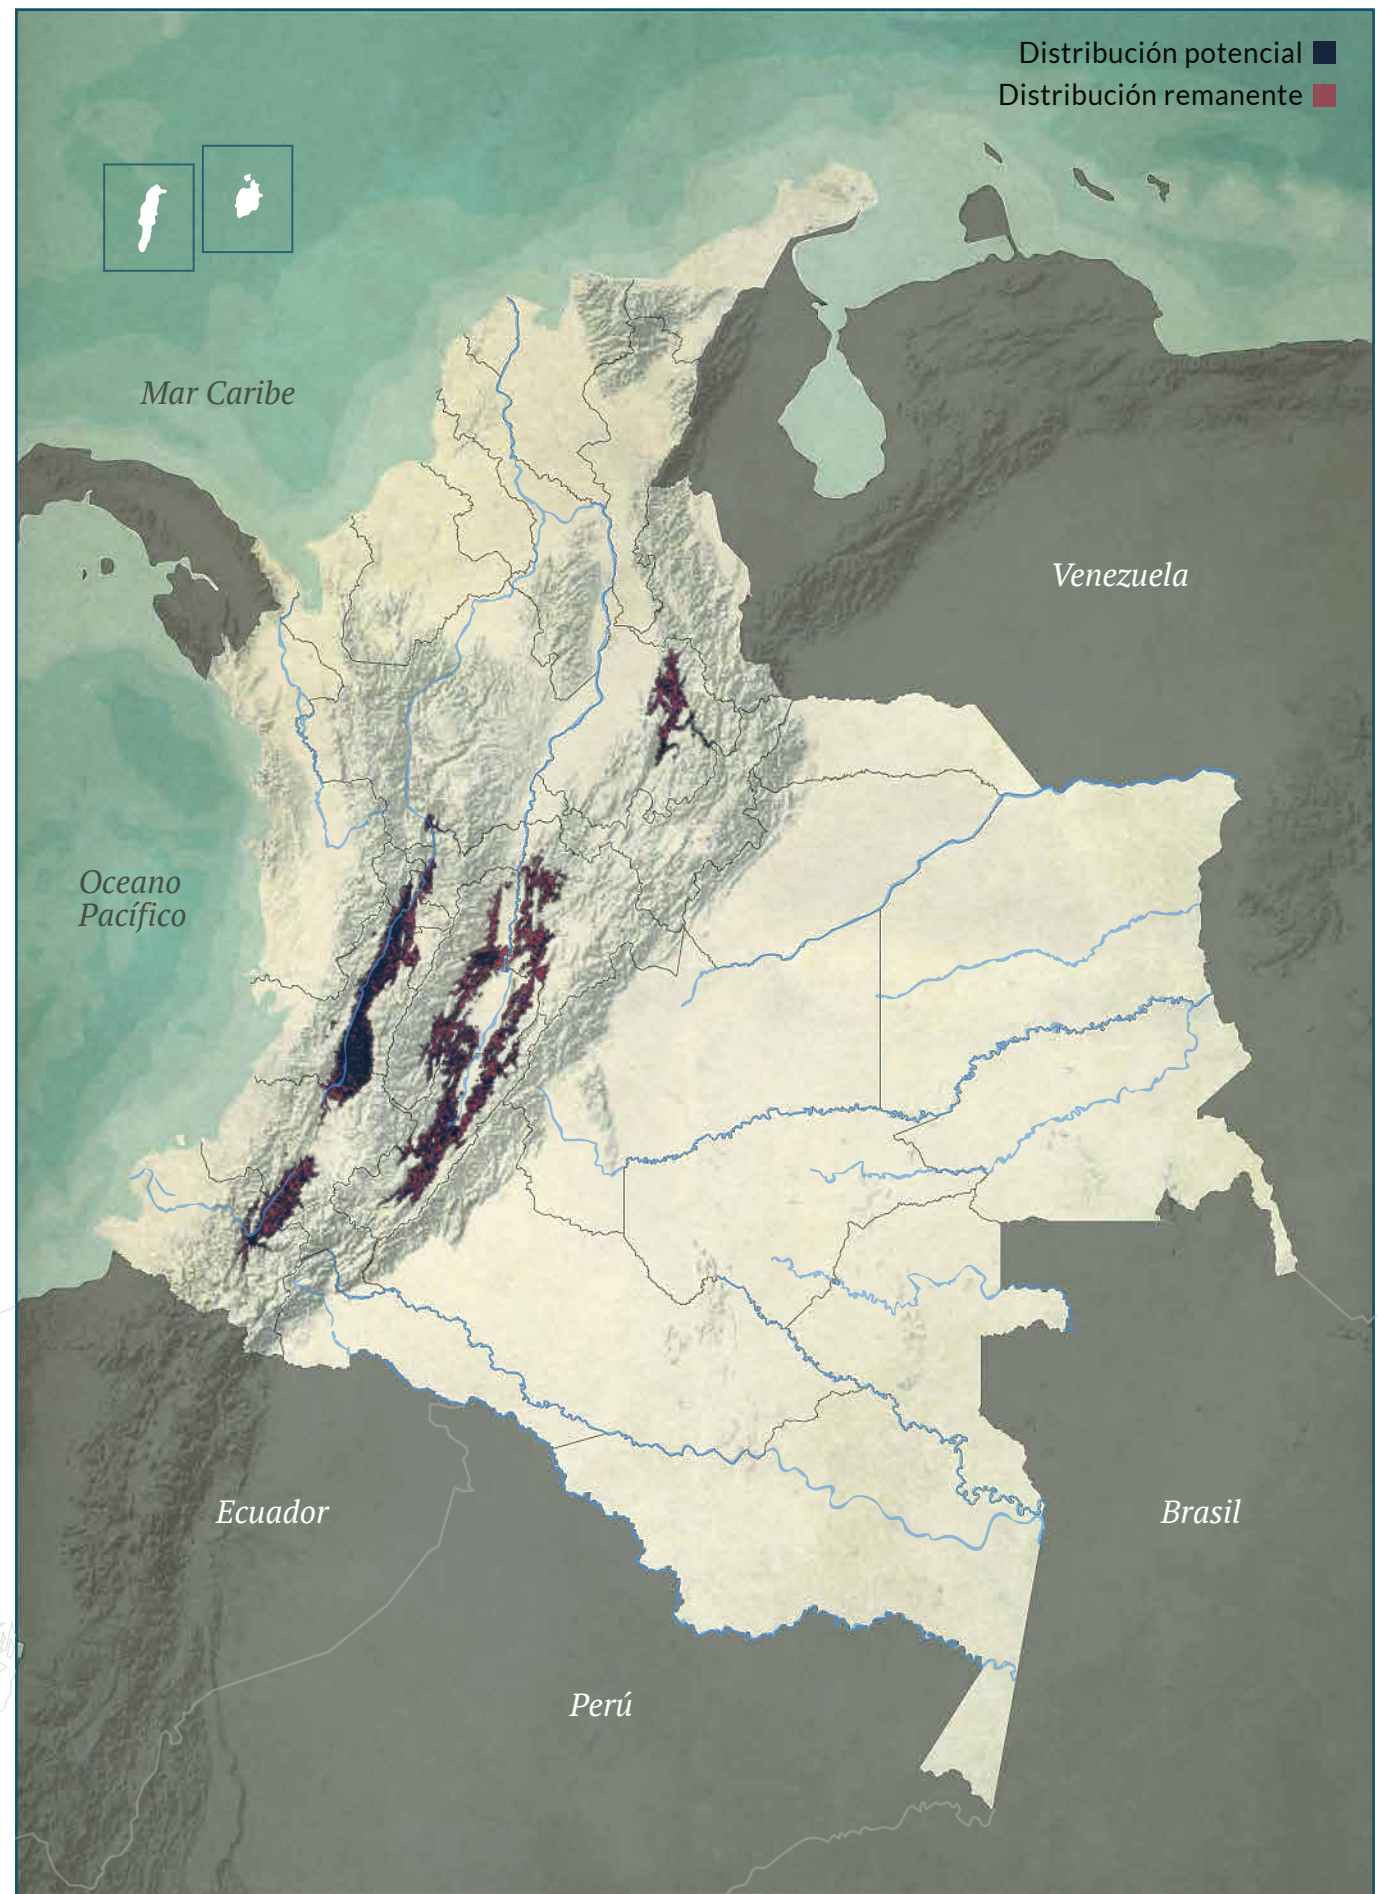 Distribución potencial
Distribución remanente
Mar Caribe
Venezuela
Oceano
Pacífico
Ecuador
Brasil
Perú